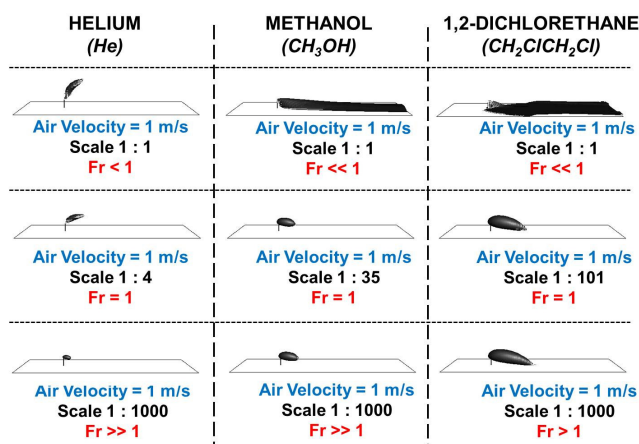 HELIUM
(He)
METHANOL
(CH3OH)
1,2-DICHLORETHANE
(CH2ClCH2Cl)
Air Velocity = 1 m/s
Scale 1 : 1
Fr < 1
Air Velocity = 1 m/s
Scale 1 : 1
Fr << 1
Air Velocity = 1 m/s
Scale 1 : 1
Fr << 1
Air Velocity = 1 m/s
Scale 1 : 4
Fr = 1
Air Velocity = 1 m/s
Scale 1 : 35
Fr = 1
Air Velocity = 1 m/s
Scale 1 : 101
Fr = 1
Air Velocity = 1 m/s
Scale 1 : 1000
Fr >> 1
Air Velocity = 1 m/s
Scale 1 : 1000
Fr >> 1
Air Velocity = 1 m/s
Scale 1 : 1000
Fr > 1